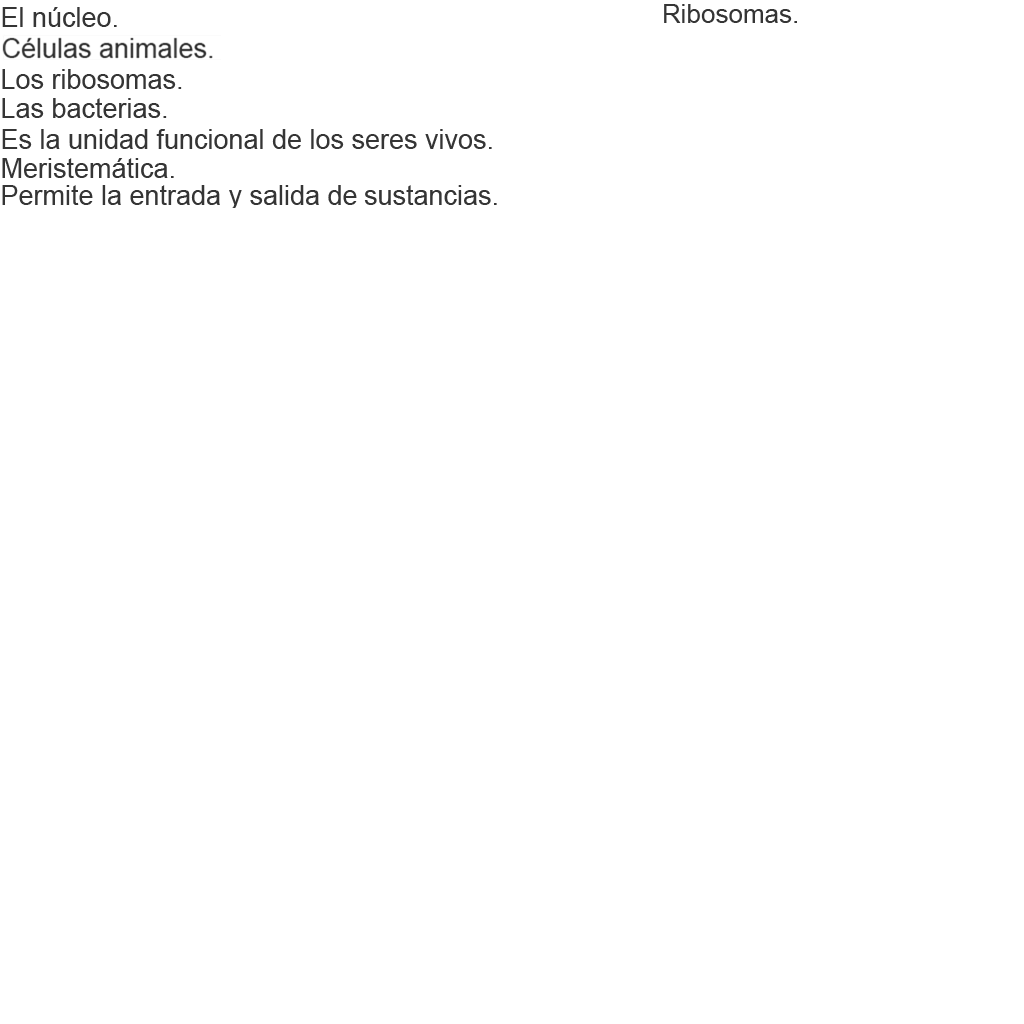 El núcleo.
Células animales.
Los ribosomas.
Las bacterias.
Es la unidad funcional de los seres vivos.
Meristemática.
Permite la entrada y salida de sustancias.
Ribosomas.